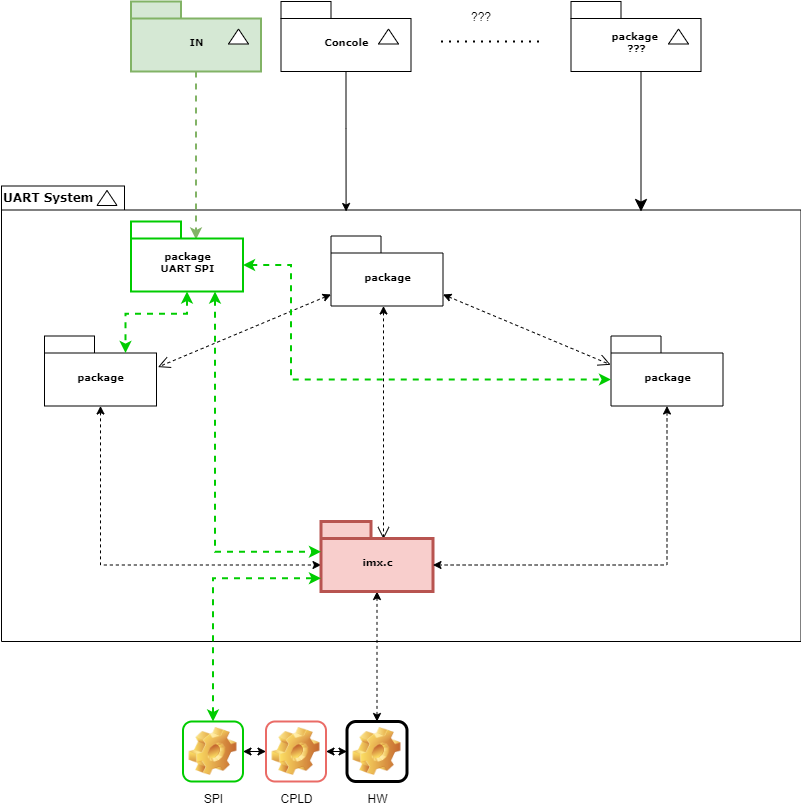 ???
IN
Concole
package
???
UART System
package
UART SPI
package
package
package
imx.c
SPI
CPLD
HW